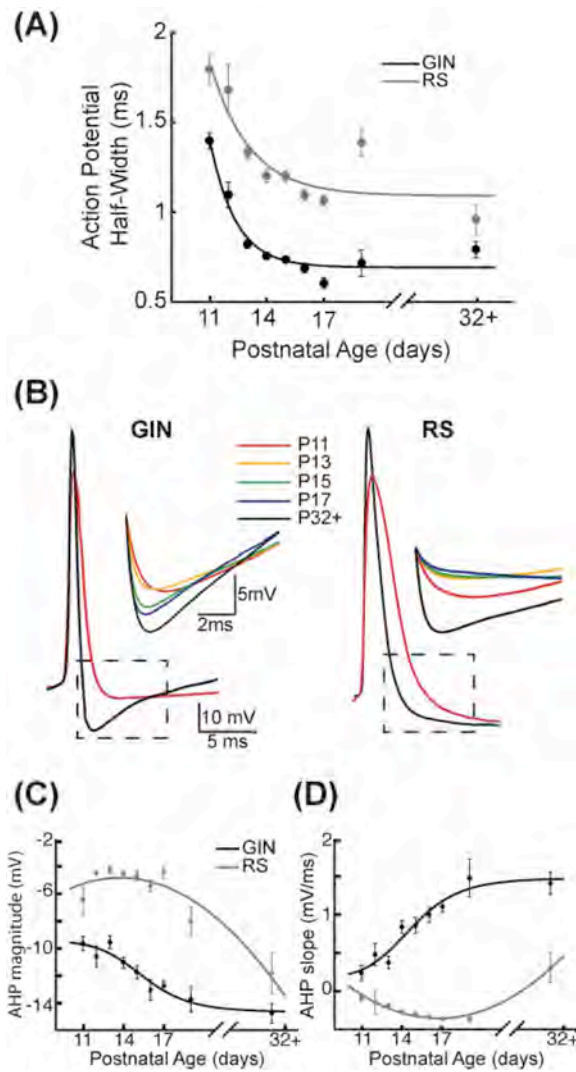 (A)
Action Potential
Half-Width (ms)
2
1.5
1
0.5
GIN
RS
11
14
17
32+
Postnatal Age (days)
(B)
GIN
RS
P11
P13
P15
P17
P32+
5mV
2ms
10 mV
5 ms
(C)
AHP magnitude (mV)
-2
-6
-10
-14
GIN
RS
11
14
17
32+
Postnatal Age (days)
(D)
AHP slope (mV/ms)
2
1
0
11
14
17
32+
Postnatal Age (days)